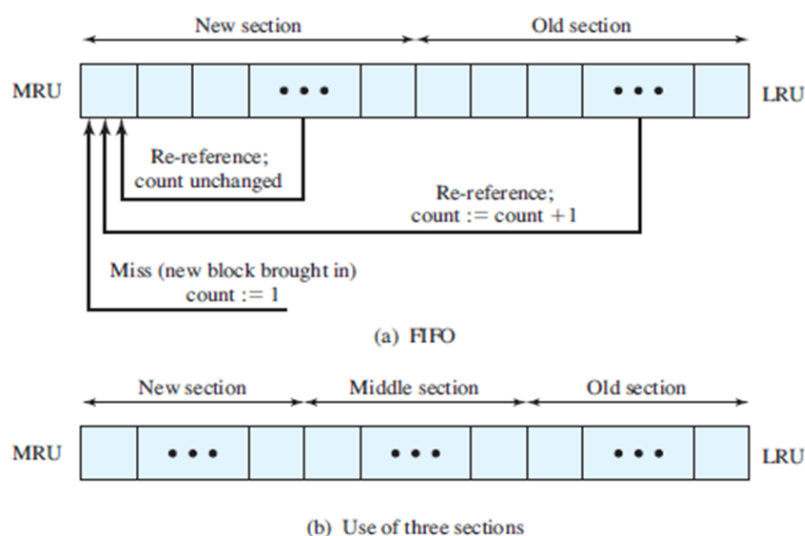 New section Old section
MRU LRU
Re-reference;
count unchanged
Re-reference;
count := count +1
Miss (new block brought in)
count := 1
(a) FIFO
New section Middle section Old section
MRU LRU
(b) Use of three sections